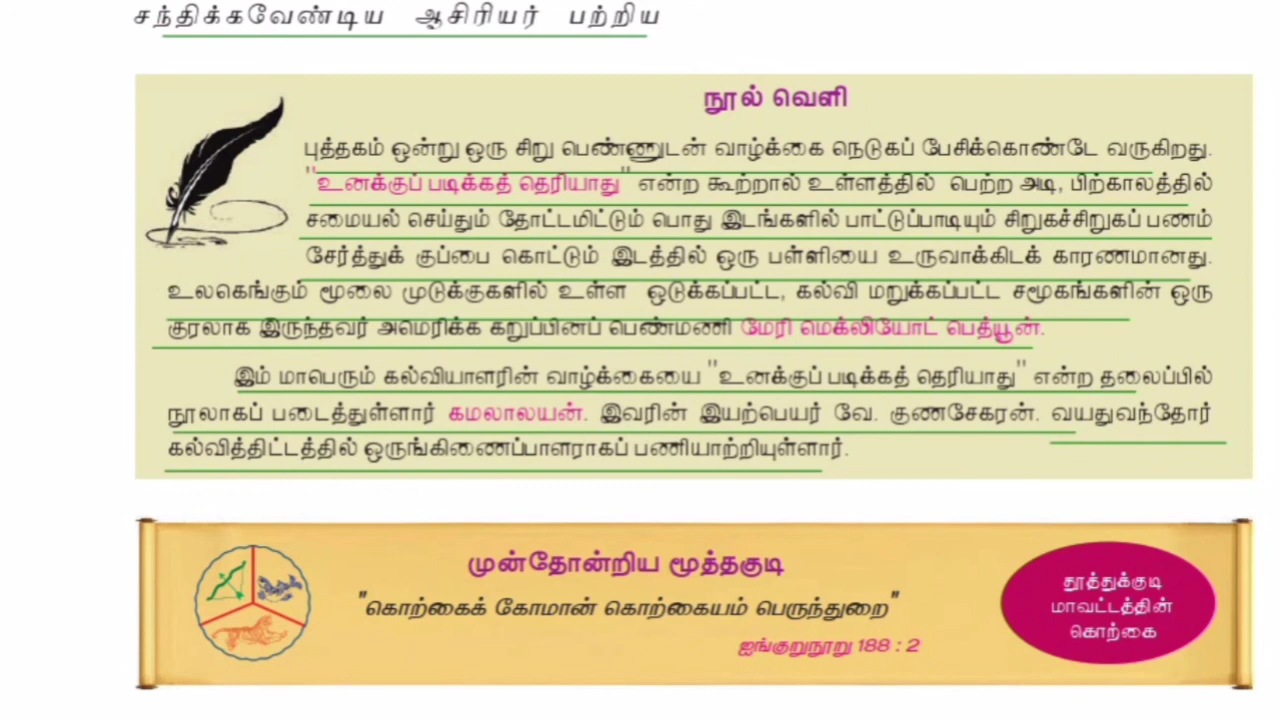 சந்திக்கவேண்டிய ஆசிரியர் பற்றிய
நூல் வெளி
புத்தகம் ஒன்று ஒரு சிறு பெண்ணுடன் வாழ்க்கை நெடுகப் பேசிக்கொண்டே வருகிறது.
"உனக்குப் படிக்கத் தெரியாது" என்ற கூற்றால் உள்ளத்தில் பெற்ற அடி, பிற்காலத்தில்
சமையல் செய்தும் தோட்டமிட்டும் பொது இடங்களில் பாட்டுப்பாடியும் சிறுகச்சிறுகப் பணம்
சேர்த்துக் குப்பை கொட்டும் இடத்தில் ஒரு பள்ளியை உருவாக்கிடக் காரணமானது.
உலகெங்கும் மூலை முடுக்குகளில் உள்ள ஒடுக்கப்பட்ட, கல்வி மறுக்கப்பட்ட சமூகங்களின் ஒரு
குரலாக இருந்தவர் அமெரிக்க கறுப்பினப் பெண்மணி மேரி மெக்லியோட் பெத்யூன்.
இம் மாபெரும் கல்வியாளரின் வாழ்க்கையை "உனக்குப் படிக்கத் தெரியாது" என்ற தலைப்பில்
நூலாகப் படைத்துள்ளார் கமலாலயன். இவரின் இயற்பெயர் வே. குணசேகரன். வயதுவந்தோர்
கல்வித்திட்டத்தில் ஒருங்கிணைப்பாளராகப் பணியாற்றியுள்ளார்.
முன்தோன்றிய மூத்தகுடி
"கொற்கைக் கோமான் கொற்கையம் பெருந்துறை"
ஐங்குறுநூறு 188 : 2
தூத்துக்குடி
மாவட்டத்தின்
கொற்கை